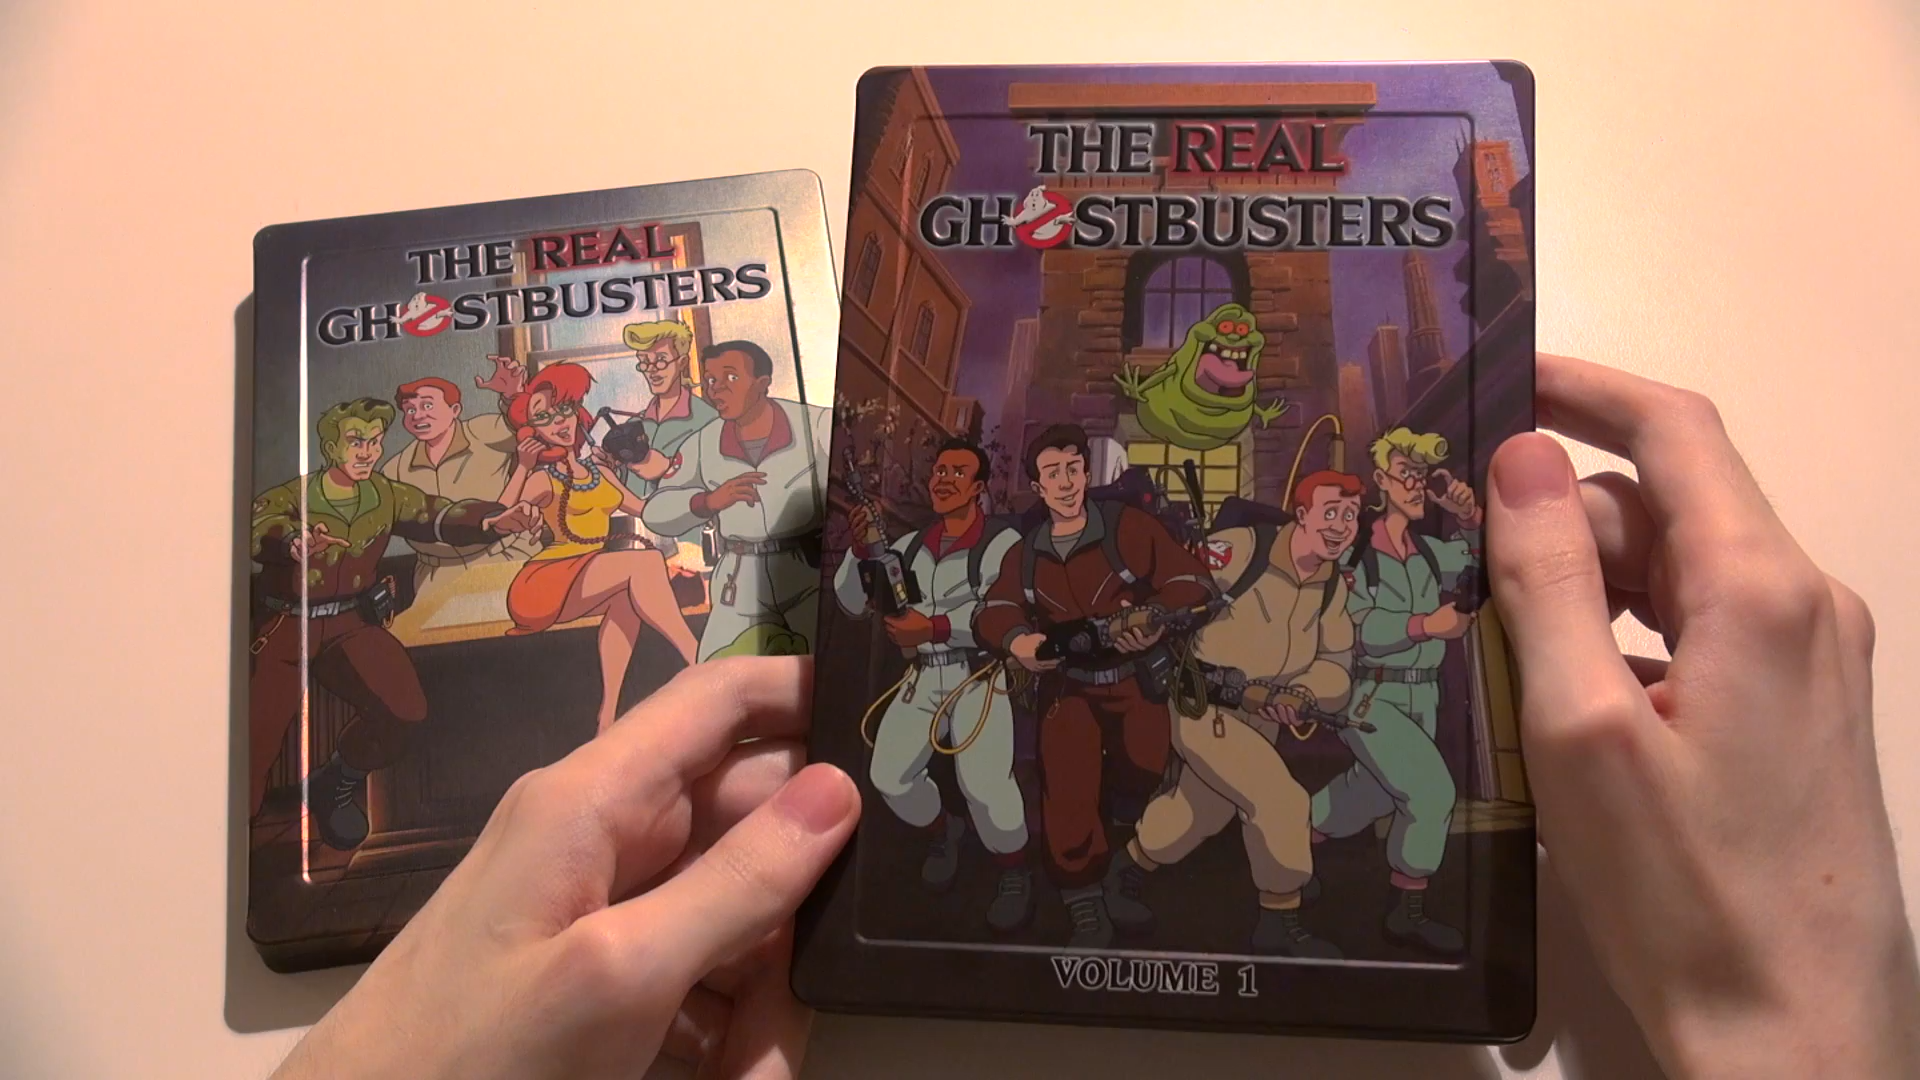 THE REAL
GHOSTBUSTERS
THE REAL
GHOSTBUSTERS
VOLUME 1